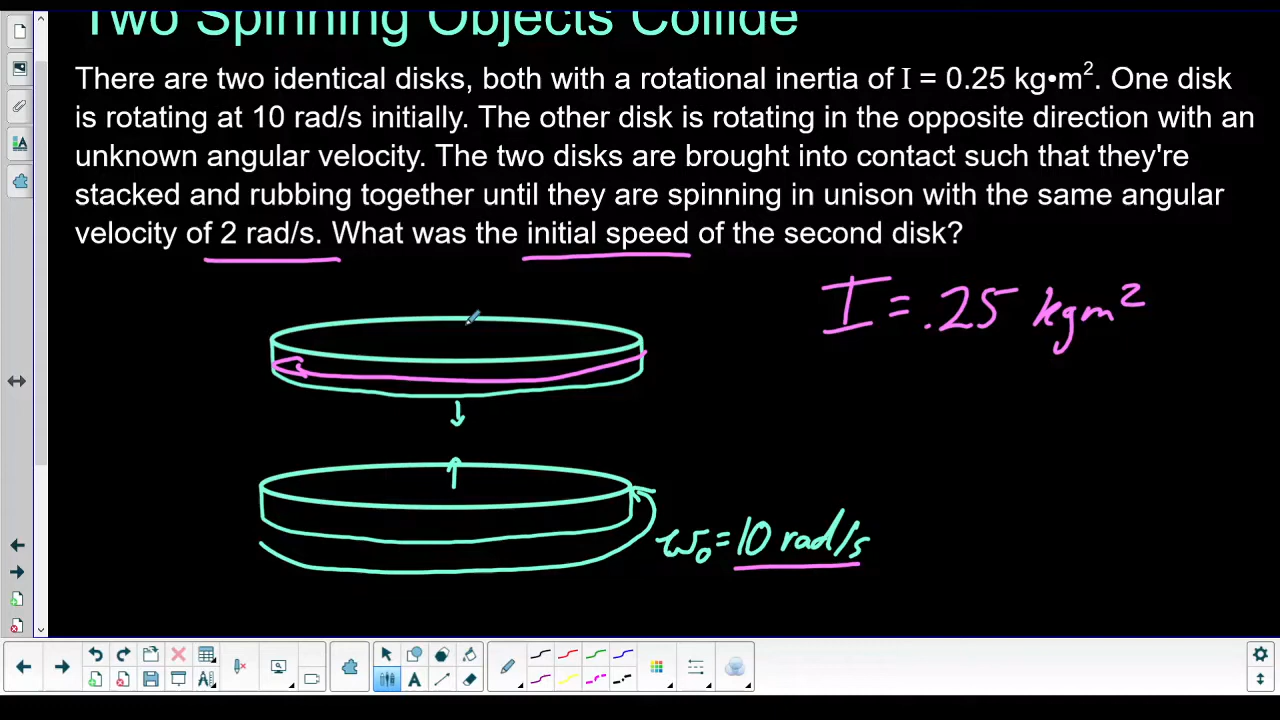 Two Spinning Objects Collide
There are two identical disks, both with a rotational inertia of I = 0.25 kg•m². One disk
is rotating at 10 rad/s initially. The other disk is rotating in the opposite direction with an
unknown angular velocity. The two disks are brought into contact such that they're
stacked and rubbing together until they are spinning in unison with the same angular
velocity of 2 rad/s. What was the initial speed of the second disk?
I = .25 kgm²
ω₀ = 10 rad/s